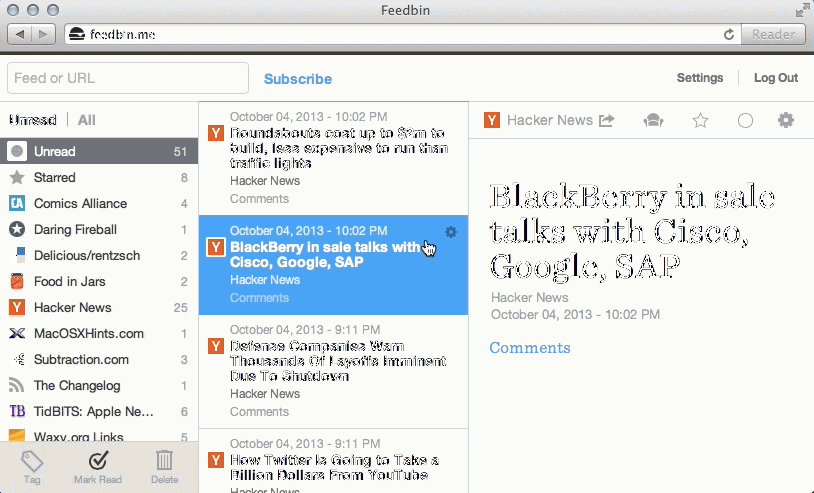 Feedbin
feedbin.me
Reader
Feed or URL
Subscribe
Settings
Log Out
Unread
All
Unread 51
Starred 8
Comics Alliance 4
Daring Fireball 4
Delicious/rentzsch 2
Food in Jars 2
Hacker News 25
MacOSXHints.com 1
Subtraction.com 3
The Changelog 1
TidBITS: Apple Ne... 6
Waxy.org Links 5
Tag
Mark Read
Delete
October 04, 2013 - 10:02 PM
Roundabouts cost up to $2m to
build, less expensive to run than
traffic lights
Hacker News
Comments
October 04, 2013 - 10:02 PM
BlackBerry in sale talks with
Cisco, Google, SAP
Hacker News
Comments
October 04, 2013 - 9:11 PM
Defense Companies Warn
Thousands Of Layoffs Imminent
Due To Shutdown
Hacker News
Comments
October 04, 2013 - 9:11 PM
How Twitter Is Going to Take a
Billion Dollars From YouTube
Hacker News
Y Hacker News
BlackBerry in sale
talks with Cisco,
Google, SAP
Hacker News
October 04, 2013 - 10:02 PM
Comments